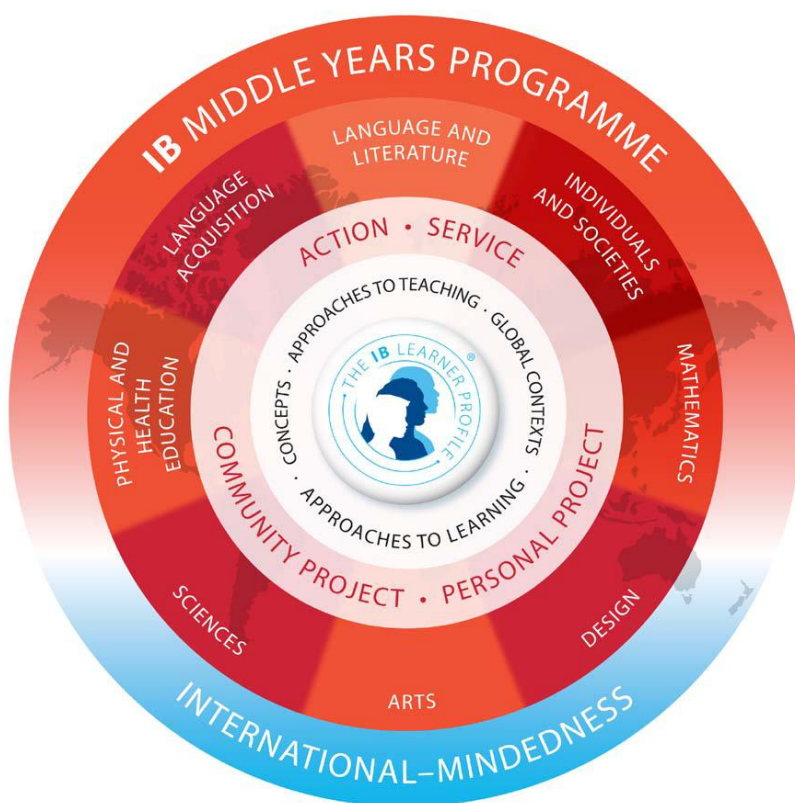 IB MIDDLE YEARS PROGRAMME
LANGUAGE AND
LITERATURE
INDIVIDUALS
AND SOCIETIES
MATHEMATICS
DESIGN
ARTS
SCIENCES
PHYSICAL AND
HEALTH
EDUCATION
LANGUAGE
ACQUISITION
ACTION • SERVICE
COMMUNITY PROJECT • PERSONAL PROJECT
APPROACHES TO TEACHING · GLOBAL CONTEXTS ·
APPROACHES TO LEARNING
· CONCEPTS ·
THE IB LEARNER PROFILE®
INTERNATIONAL–MINDEDNESS